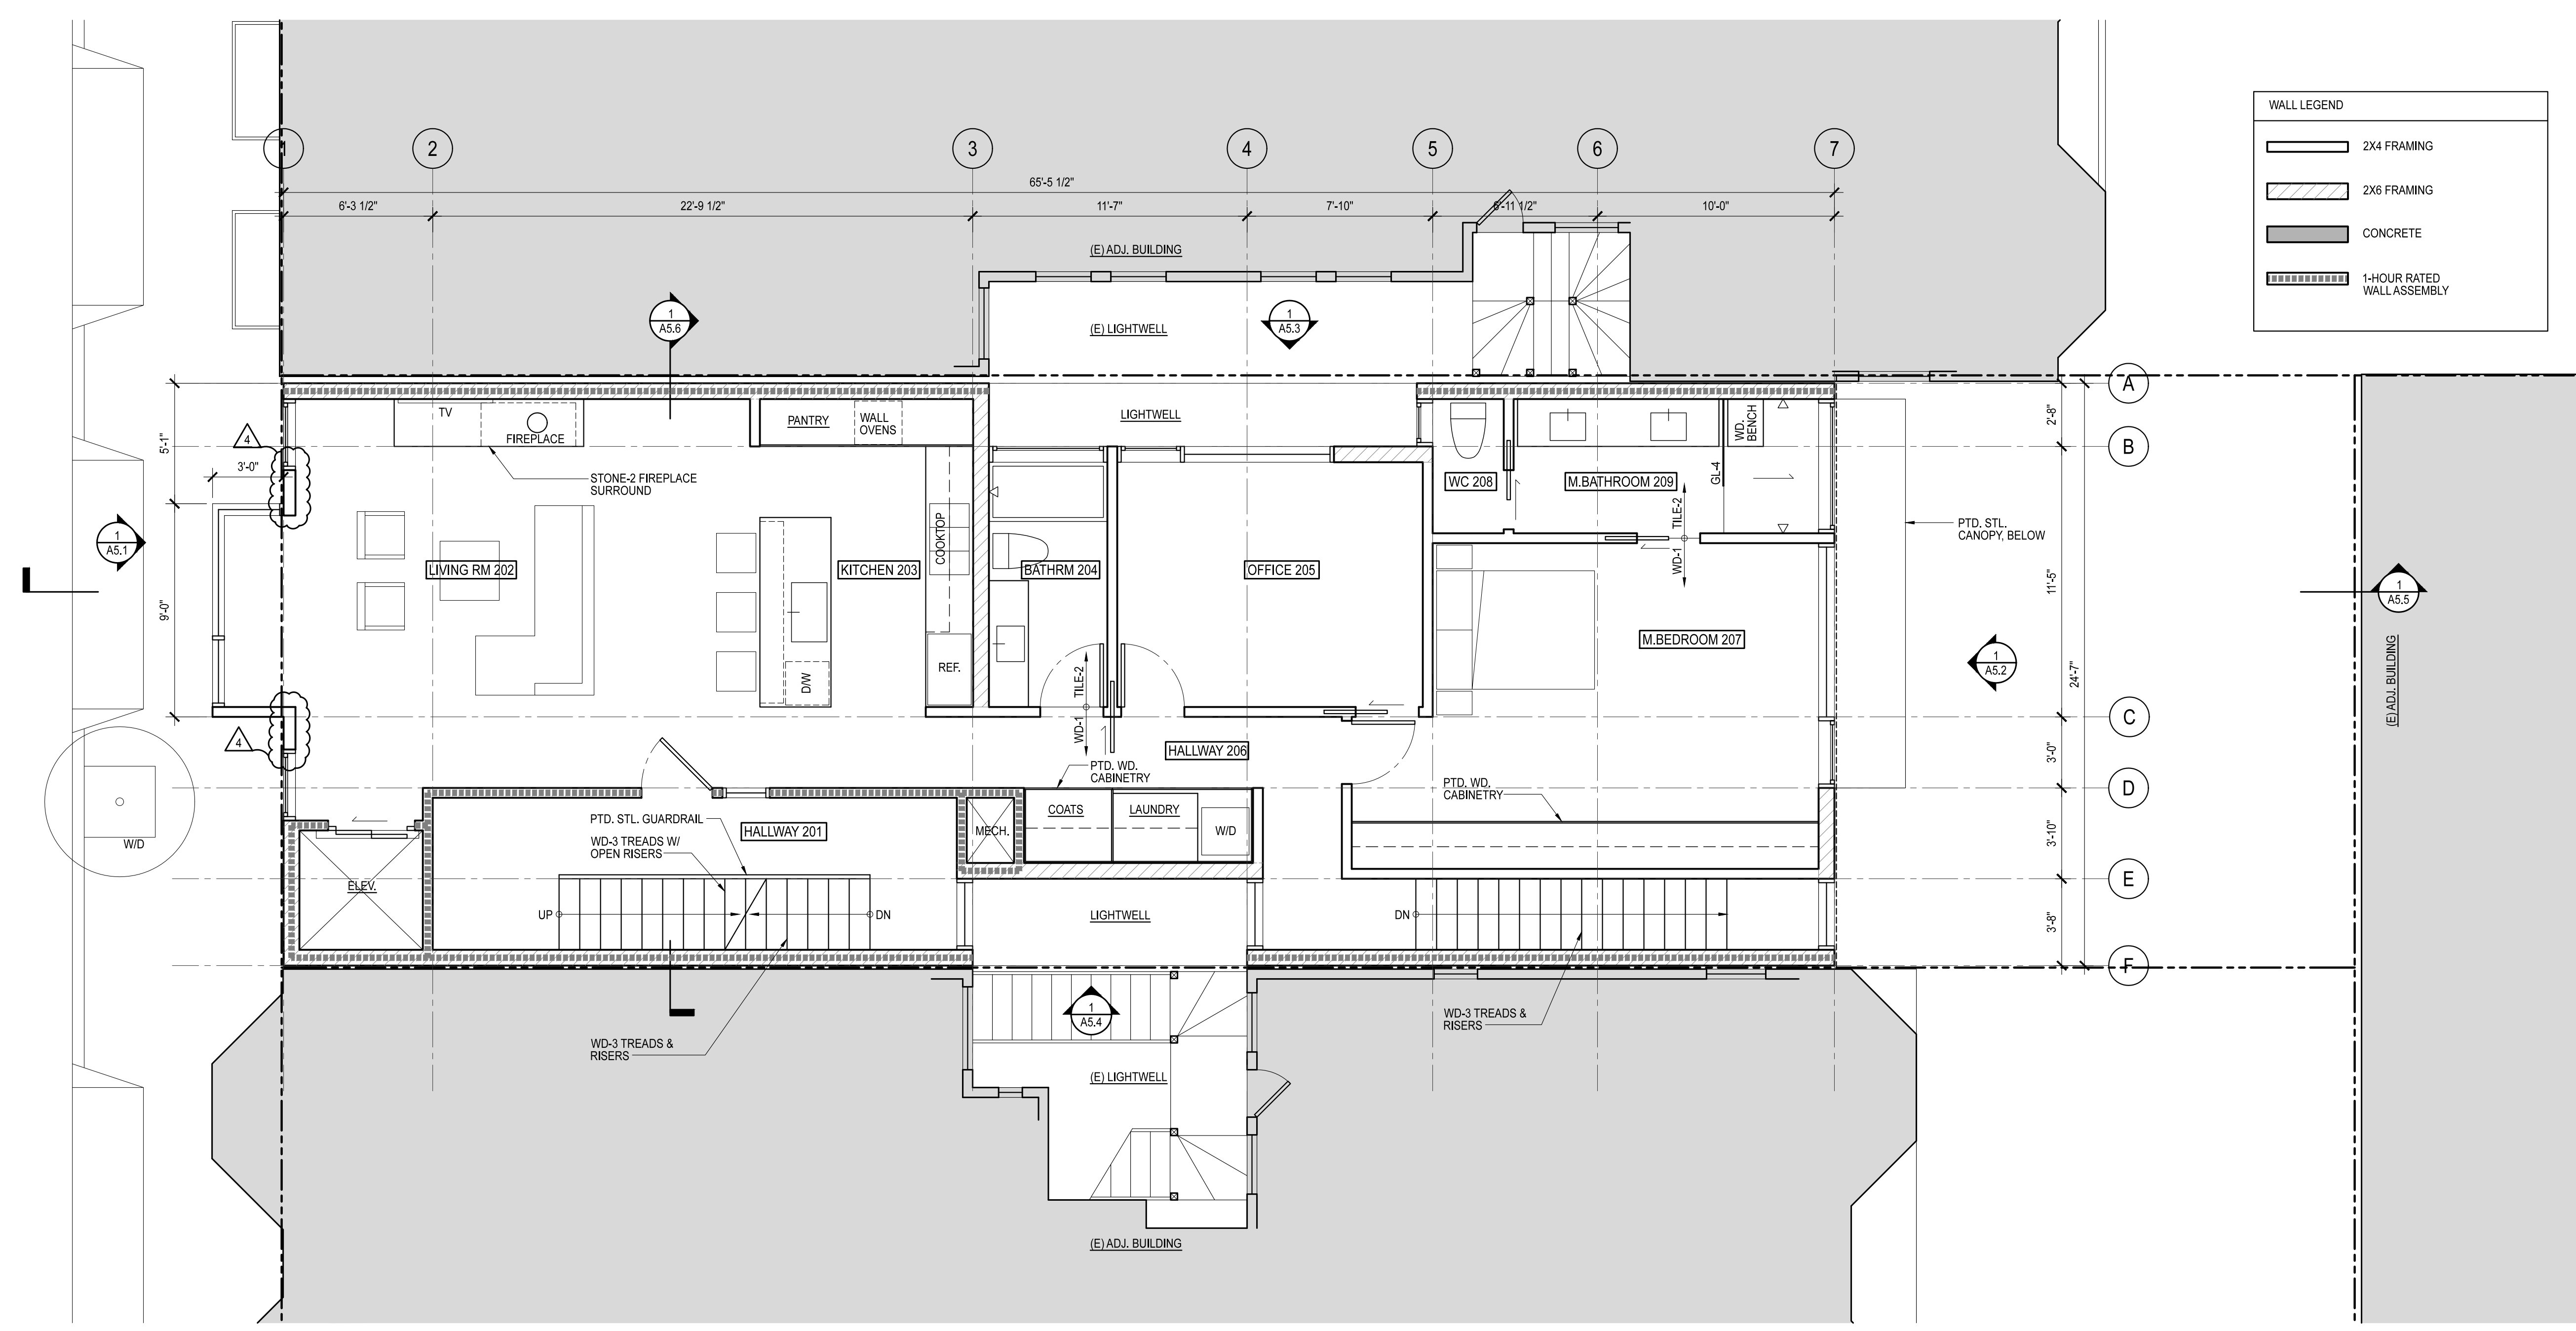 WALL LEGEND
2X4 FRAMING
2X6 FRAMING
CONCRETE
1-HOUR RATED
WALL ASSEMBLY
1
2
3
4
5
6
7
65'-5 1/2"
6'-3 1/2"
22'-9 1/2"
11'-7"
7'-10"
6'-11 1/2"
10'-0"
(E) ADJ. BUILDING
1
A5.6
(E) LIGHTWELL
1
A5.3
A
B
C
D
E
F
2'-8"
11'-5"
3'-0"
3'-10"
3'-8"
24'-7"
5'-1"
3'-0"
9'-0"
4
4
TV
FIREPLACE
STONE-2 FIREPLACE
SURROUND
PANTRY
WALL
OVENS
LIGHTWELL
WC 208
M.BATHROOM 209
GL-4
WD.
BENCH
TILE-2
WD-1
PTD. STL.
CANOPY, BELOW
1
A5.1
1
A5.5
(E) ADJ. BUILDING
LIVING RM 202
KITCHEN 203
COOKTOP
REF.
D/W
BATHRM 204
OFFICE 205
M.BEDROOM 207
1
A5.2
TILE-2
WD-1
HALLWAY 206
PTD. WD.
CABINETRY
PTD. WD.
CABINETRY
W/D
ELEV.
HALLWAY 201
PTD. STL. GUARDRAIL
WD-3 TREADS W/
OPEN RISERS
MECH.
COATS
LAUNDRY
W/D
UP
DN
LIGHTWELL
DN
WD-3 TREADS &
RISERS
WD-3 TREADS &
RISERS
1
A5.4
(E) LIGHTWELL
(E) ADJ. BUILDING